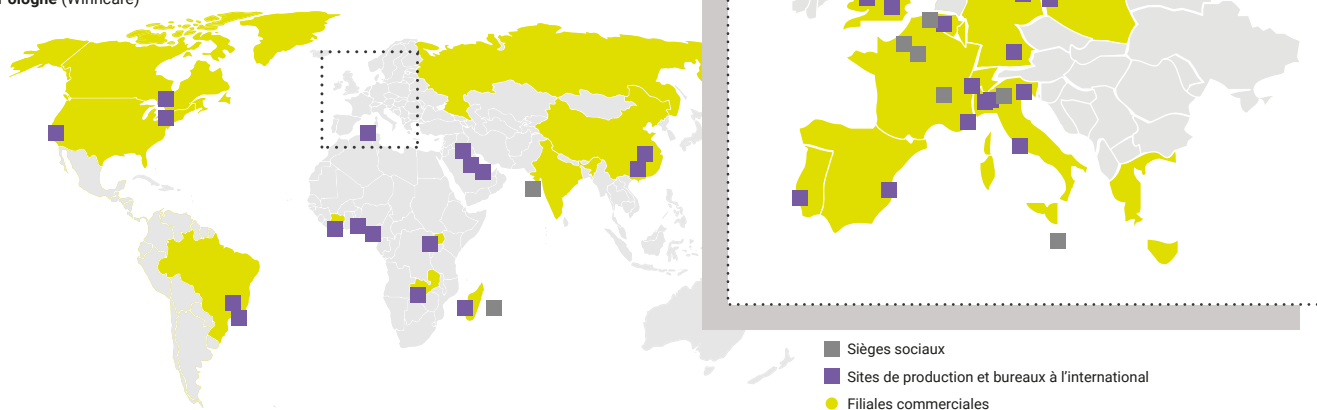 Pologne (Winncare)
Sièges sociaux
Sites de production et bureaux à l'international
Filiales commerciales